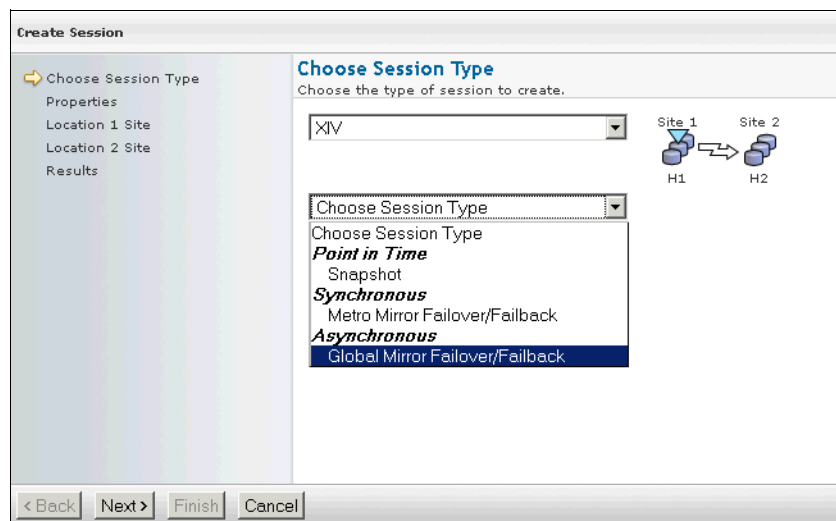 Create Session
Choose Session Type
Properties
Location 1 Site
Location 2 Site
Results
Choose Session Type
Choose the type of session to create.
XIV
Site 1 Site 2
H1 H2
Choose Session Type
Choose Session Type
Point in Time
Snapshot
Synchronous
Metro Mirror Failover/Failback
Asynchronous
Global Mirror Failover/Failback
< Back Next > Finish Cancel